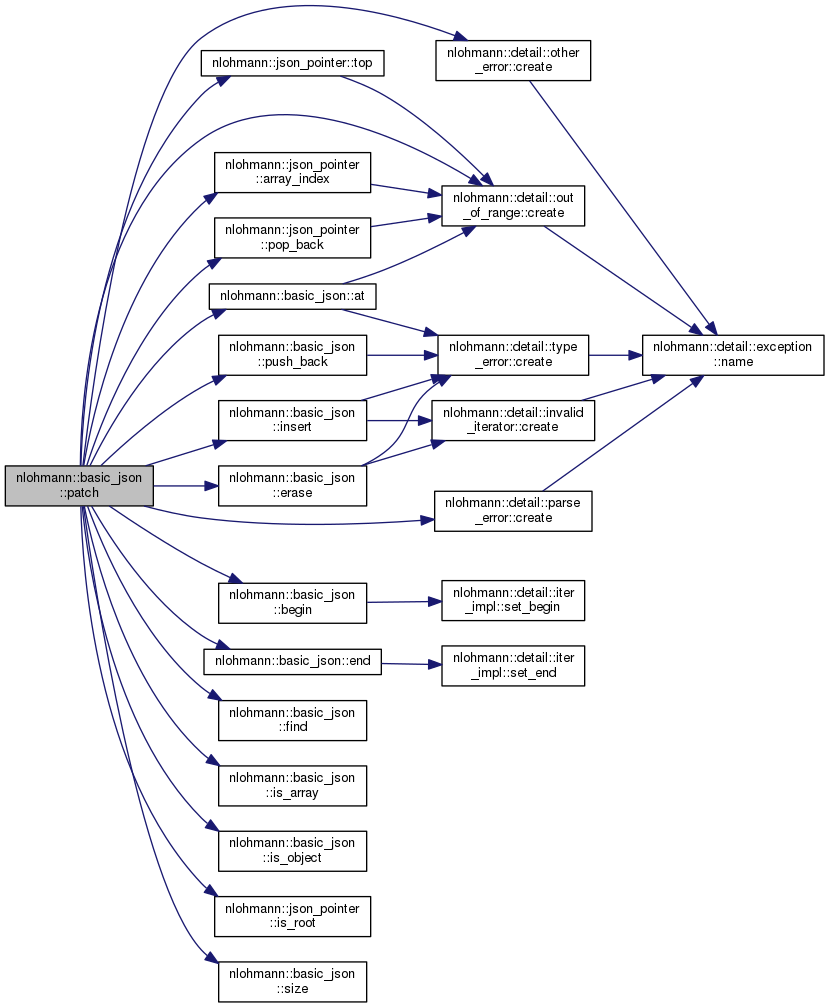 nlohmann::detail::other
_error::create
nlohmann::json_pointer::top
nlohmann::json_pointer
::array_index
nlohmann::detail::out
_of_range::create
nlohmann::json_pointer
::pop_back
nlohmann::basic_json::at
nlohmann::basic_json
::push_back
nlohmann::detail::type
_error::create
nlohmann::detail::exception
::name
nlohmann::basic_json
::insert
nlohmann::detail::invalid
_iterator::create
nlohmann::basic_json
::patch
nlohmann::basic_json
::erase
nlohmann::detail::parse
_error::create
nlohmann::basic_json
::begin
nlohmann::detail::iter
_impl::set_begin
nlohmann::basic_json::end
nlohmann::detail::iter
_impl::set_end
nlohmann::basic_json
::find
nlohmann::basic_json
::is_array
nlohmann::basic_json
::is_object
nlohmann::json_pointer
::is_root
nlohmann::basic_json
::size